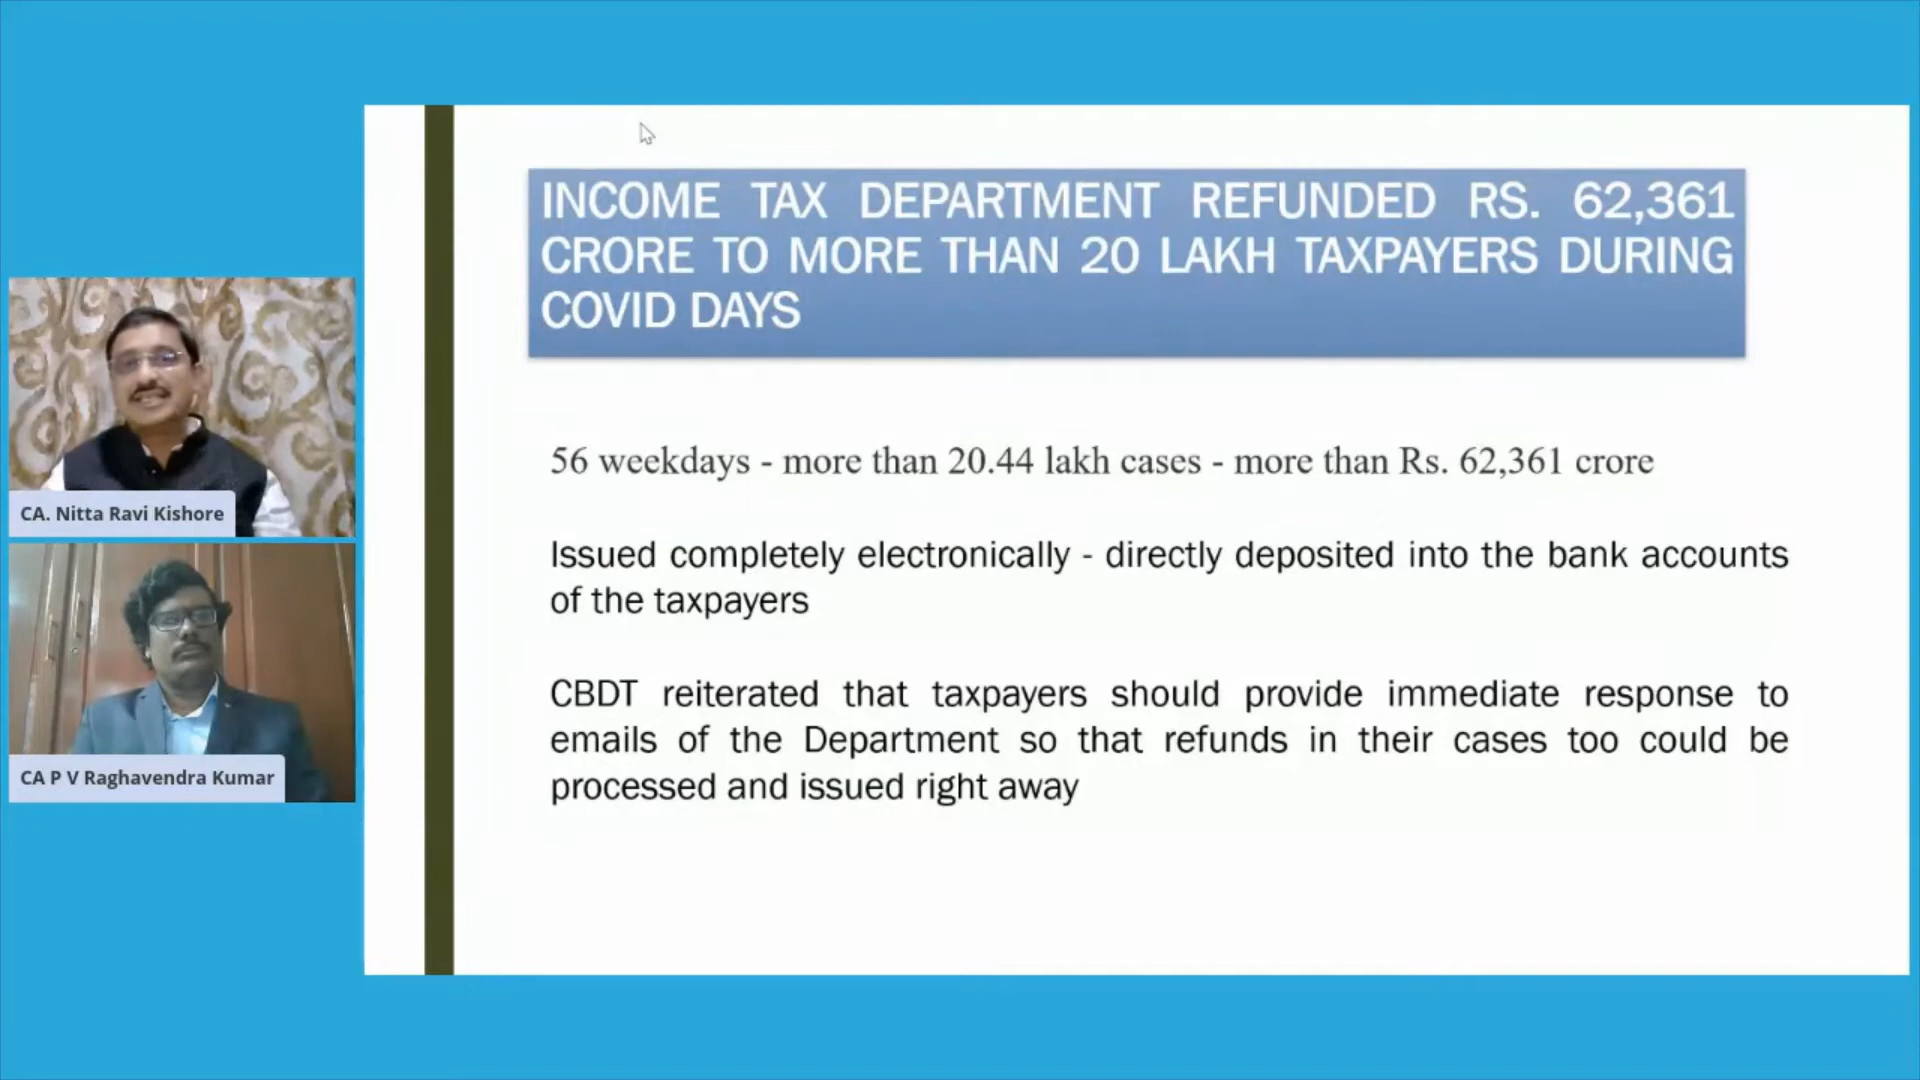 INCOME TAX DEPARTMENT REFUNDED RS. 62,361
CRORE TO MORE THAN 20 LAKH TAXPAYERS DURING
COVID DAYS
56 weekdays - more than 20.44 lakh cases - more than Rs. 62,361 crore
Issued completely electronically - directly deposited into the bank accounts
of the taxpayers
CBDT reiterated that taxpayers should provide immediate response to
emails of the Department so that refunds in their cases too could be
processed and issued right away
CA. Nitta Ravi Kishore
CA P V Raghavendra Kumar